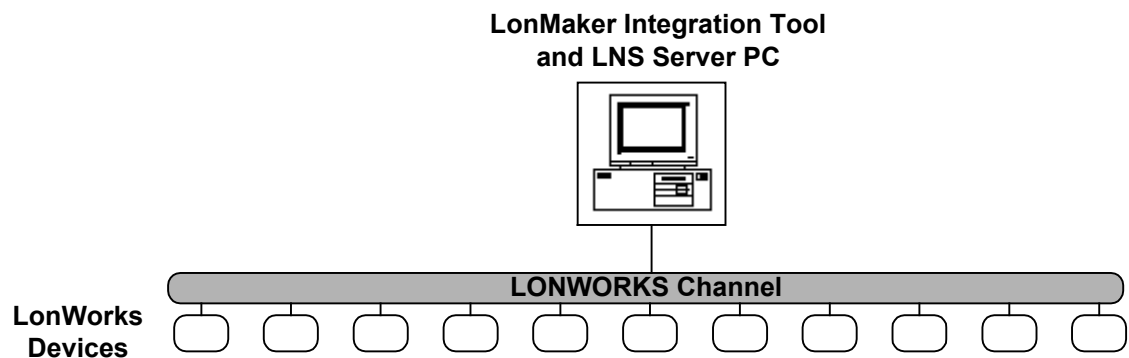 LonMaker Integration Tool
and LNS Server PC
LONWORKS Channel
LonWorks
Devices